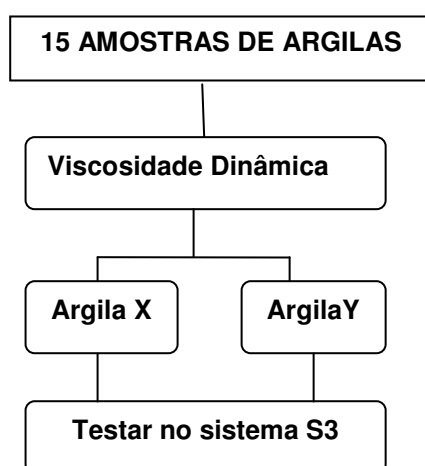 15 AMOSTRAS DE ARGILAS
Viscosidade Dinâmica
Argila X
ArgilaY
Testar no sistema S3